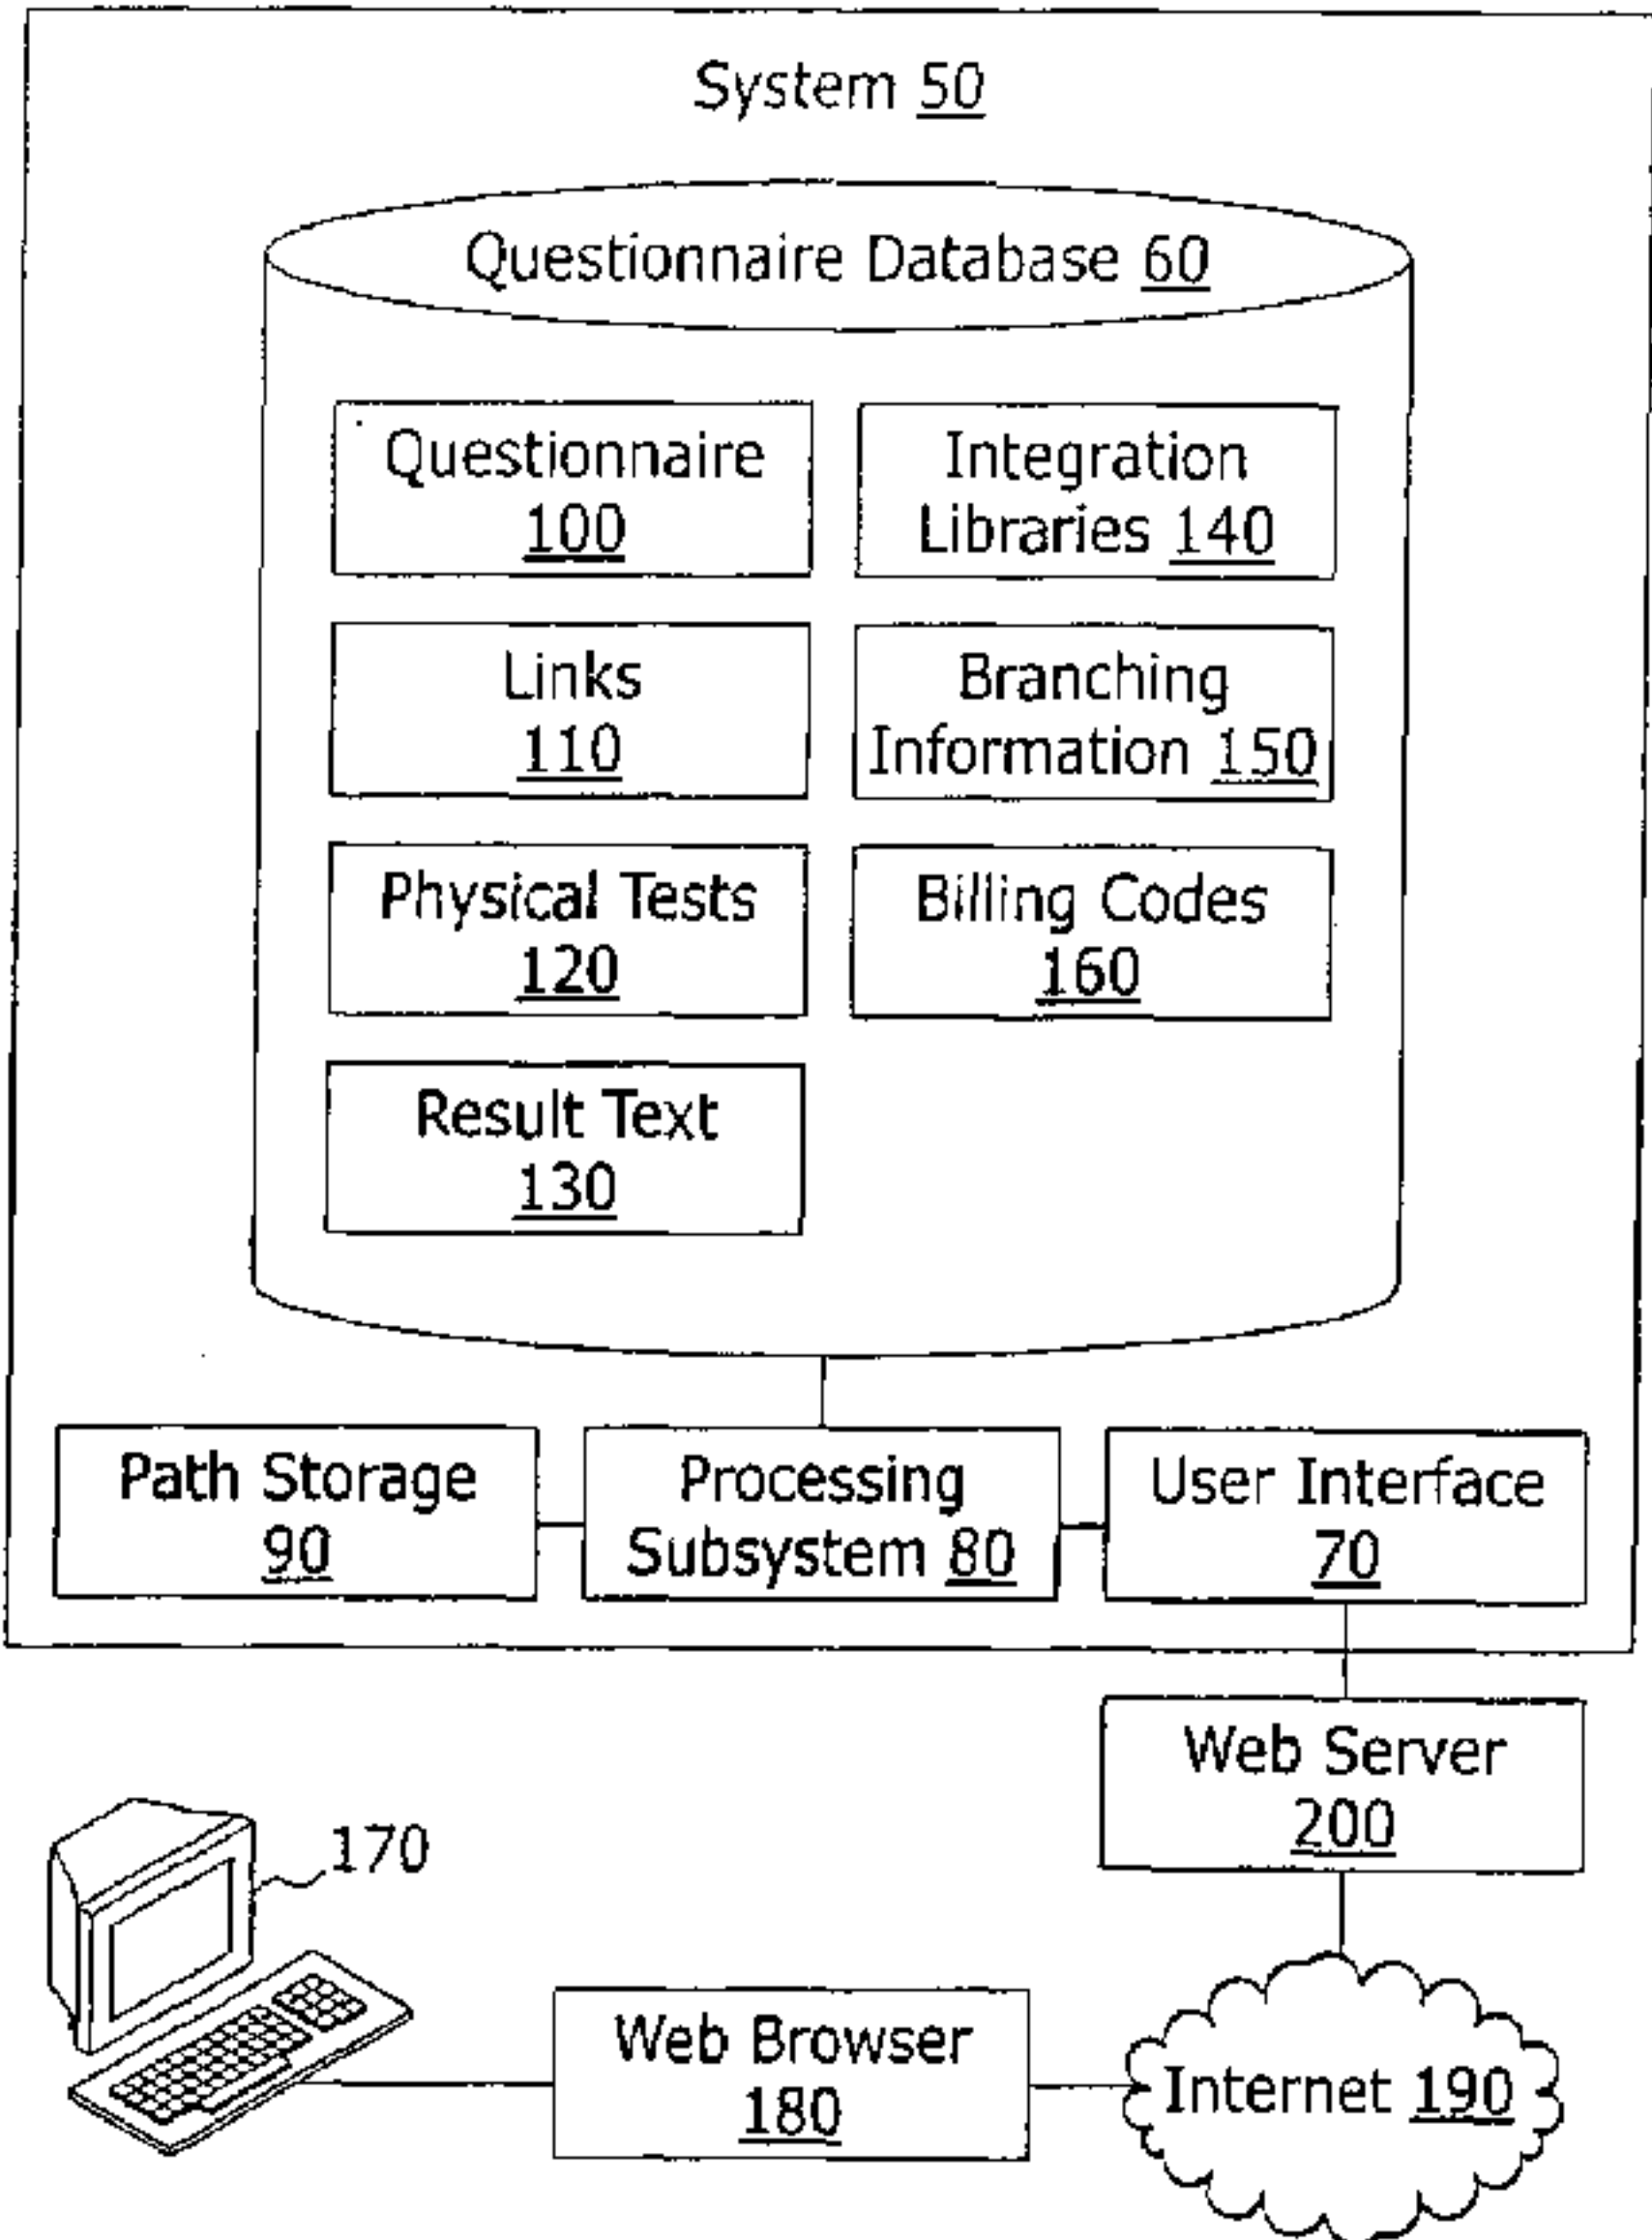 System 50
Questionnaire Database 60
Questionnaire
100
Integration
Libraries 140
Links
110
Branching
Information 150
Physical Tests
120
Billing Codes
160
Result Text
130
Path Storage
90
Processing
Subsystem 80
User Interface
70
Web Server
200
170
Web Browser
180
Internet 190